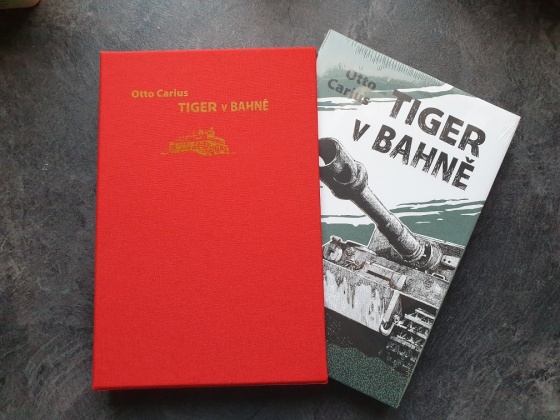 Otto Carius
TIGER v BAHNĚ
Otto
Carius
TIGER
v BAHNĚ